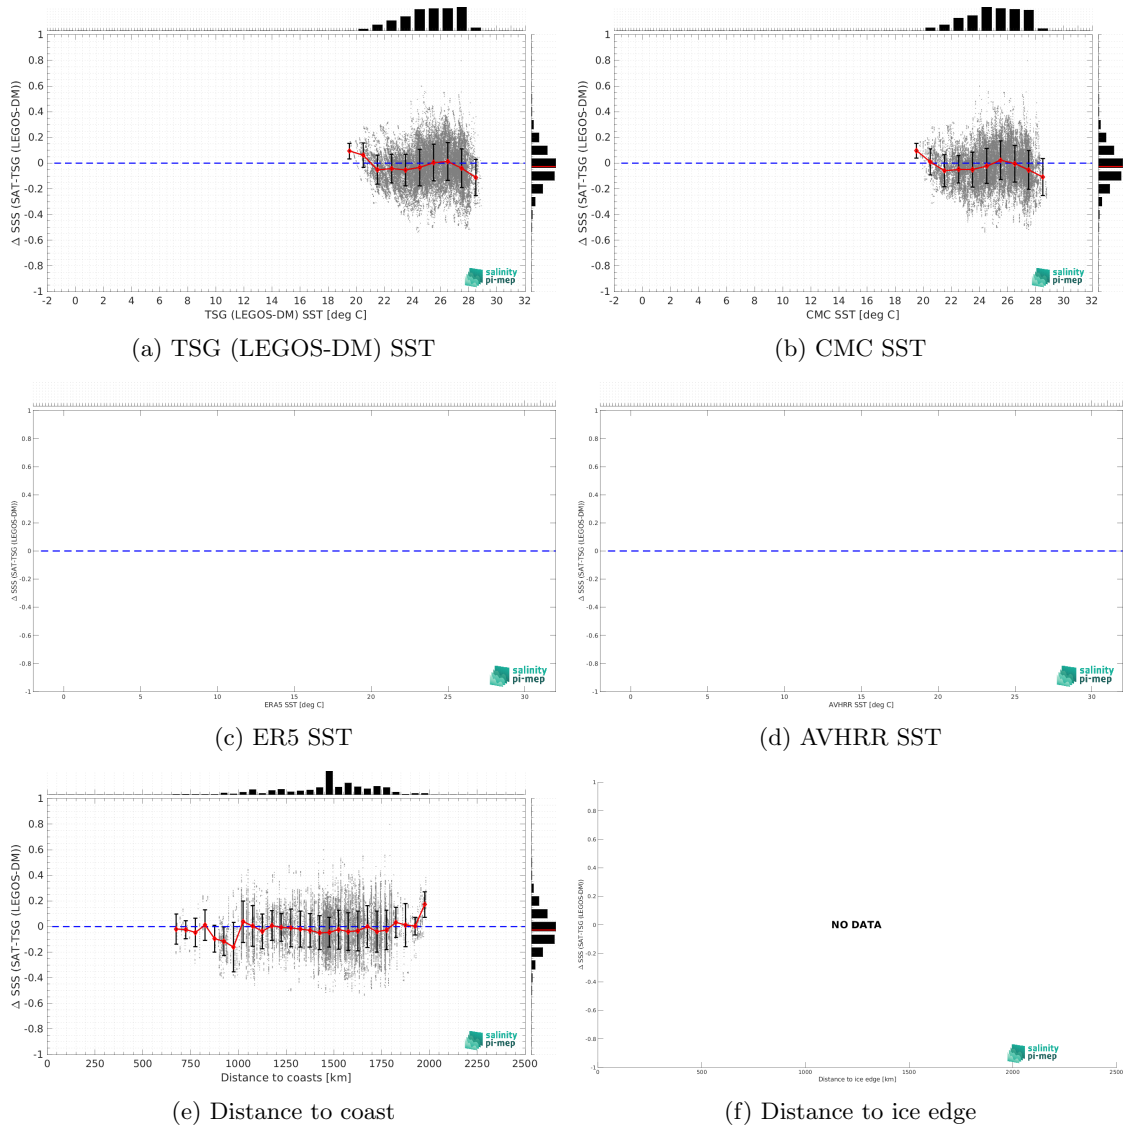 1
0.8
0.6
0.4
0.2
0
-0.2
-0.4
-0.6
-0.8
-1
Δ SSS (SAT-TSG (LEGOS-DM))
salinity
pi-mep
-2 0 2 4 6 8 10 12 14 16 18 20 22 24 26 28 30 32
TSG (LEGOS-DM) SST [deg C]
(a) TSG (LEGOS-DM) SST
1
0.8
0.6
0.4
0.2
0
-0.2
-0.4
-0.6
-0.8
-1
Δ SSS (SAT-TSG (LEGOS-DM))
salinity
pi-mep
-2 0 2 4 6 8 10 12 14 16 18 20 22 24 26 28 30 32
CMC SST [deg C]
(b) CMC SST
1
0.8
0.6
0.4
0.2
0
-0.2
-0.4
-0.6
-0.8
-1
Δ SSS (SAT-TSG (LEGOS-DM))
salinity
pi-mep
0 5 10 15 20 25 30
ERA5 SST [deg C]
(c) ER5 SST
1
0.8
0.6
0.4
0.2
0
-0.2
-0.4
-0.6
-0.8
-1
Δ SSS (SAT-TSG (LEGOS-DM))
salinity
pi-mep
0 5 10 15 20 25 30
AVHRR SST [deg C]
(d) AVHRR SST
1
0.8
0.6
0.4
0.2
0
-0.2
-0.4
-0.6
-0.8
-1
Δ SSS (SAT-TSG (LEGOS-DM))
salinity
pi-mep
0 250 500 750 1000 1250 1500 1750 2000 2250 2500
Distance to coasts [km]
(e) Distance to coast
1
0.8
0.6
0.4
0.2
0
-0.2
-0.4
-0.6
-0.8
-1
Δ SSS (SAT-TSG (LEGOS-DM))
NO DATA
salinity
pi-mep
0 500 1000 1500 2000 2500
Distance to ice edge [km]
(f) Distance to ice edge